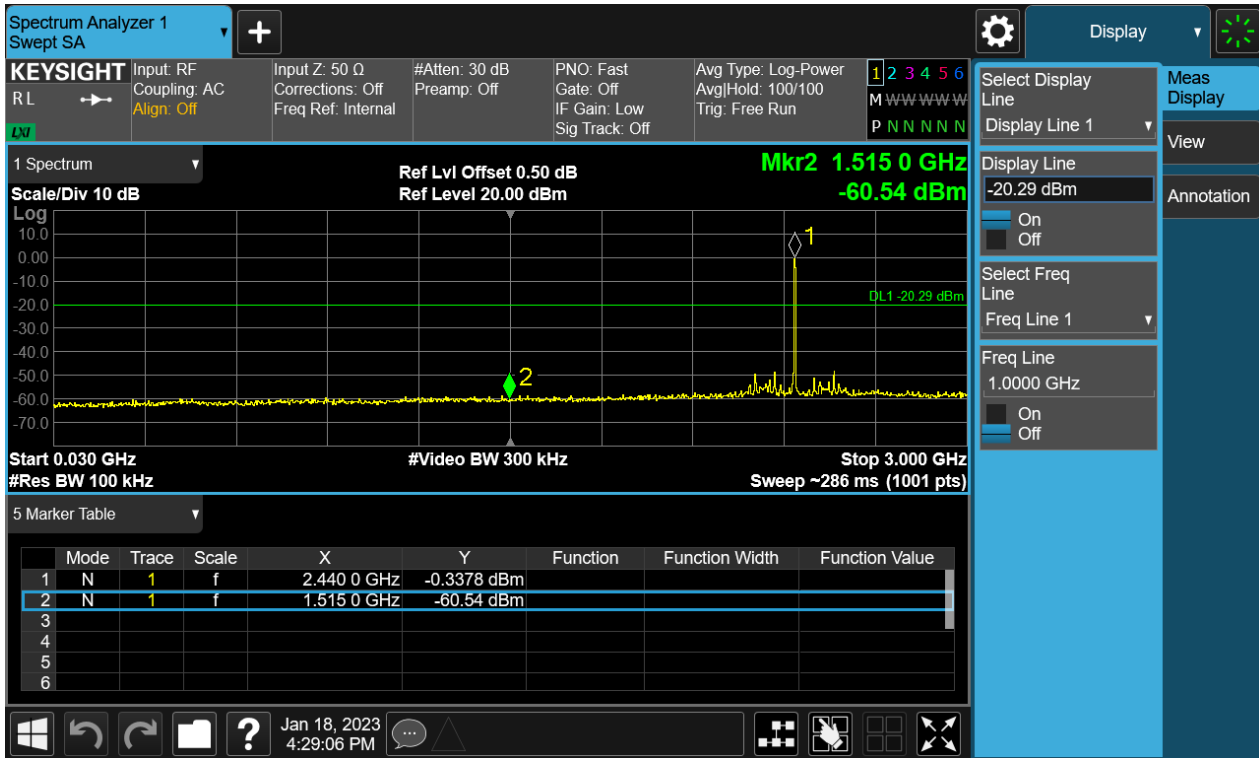 Spectrum Analyzer 1
Swept SA
+
Display
KEYSIGHT
R L
LXI
Input: RF
Coupling: AC
Align: Off
Input Z: 50 Ω
Corrections: Off
Freq Ref: Internal
#Atten: 30 dB
Preamp: Off
PNO: Fast
Gate: Off
IF Gain: Low
Sig Track: Off
Avg Type: Log-Power
Avg|Hold: 100/100
Trig: Free Run
1 2 3 4 5 6
M W W W W W
P N N N N N
1 Spectrum
Scale/Div 10 dB
Ref Lvl Offset 0.50 dB
Ref Level 20.00 dBm
Mkr2 1.515 0 GHz
-60.54 dBm
Log
10.0
0.00
-10.0
-20.0
-30.0
-40.0
-50.0
-60.0
-70.0
1
DL1 -20.29 dBm
2
Start 0.030 GHz
#Video BW 300 kHz
Stop 3.000 GHz
#Res BW 100 kHz
Sweep ~286 ms (1001 pts)
5 Marker Table
Mode Trace Scale X Y Function Function Width Function Value
1 N 1 f 2.440 0 GHz -0.3378 dBm
2 N 1 f 1.515 0 GHz -60.54 dBm
3
4
5
6
?
Jan 18, 2023
4:29:06 PM
Select Display
Line
Display Line 1
Display Line
-20.29 dBm
On
Off
Select Freq
Line
Freq Line 1
Freq Line
1.0000 GHz
On
Off
Meas
Display
View
Annotation